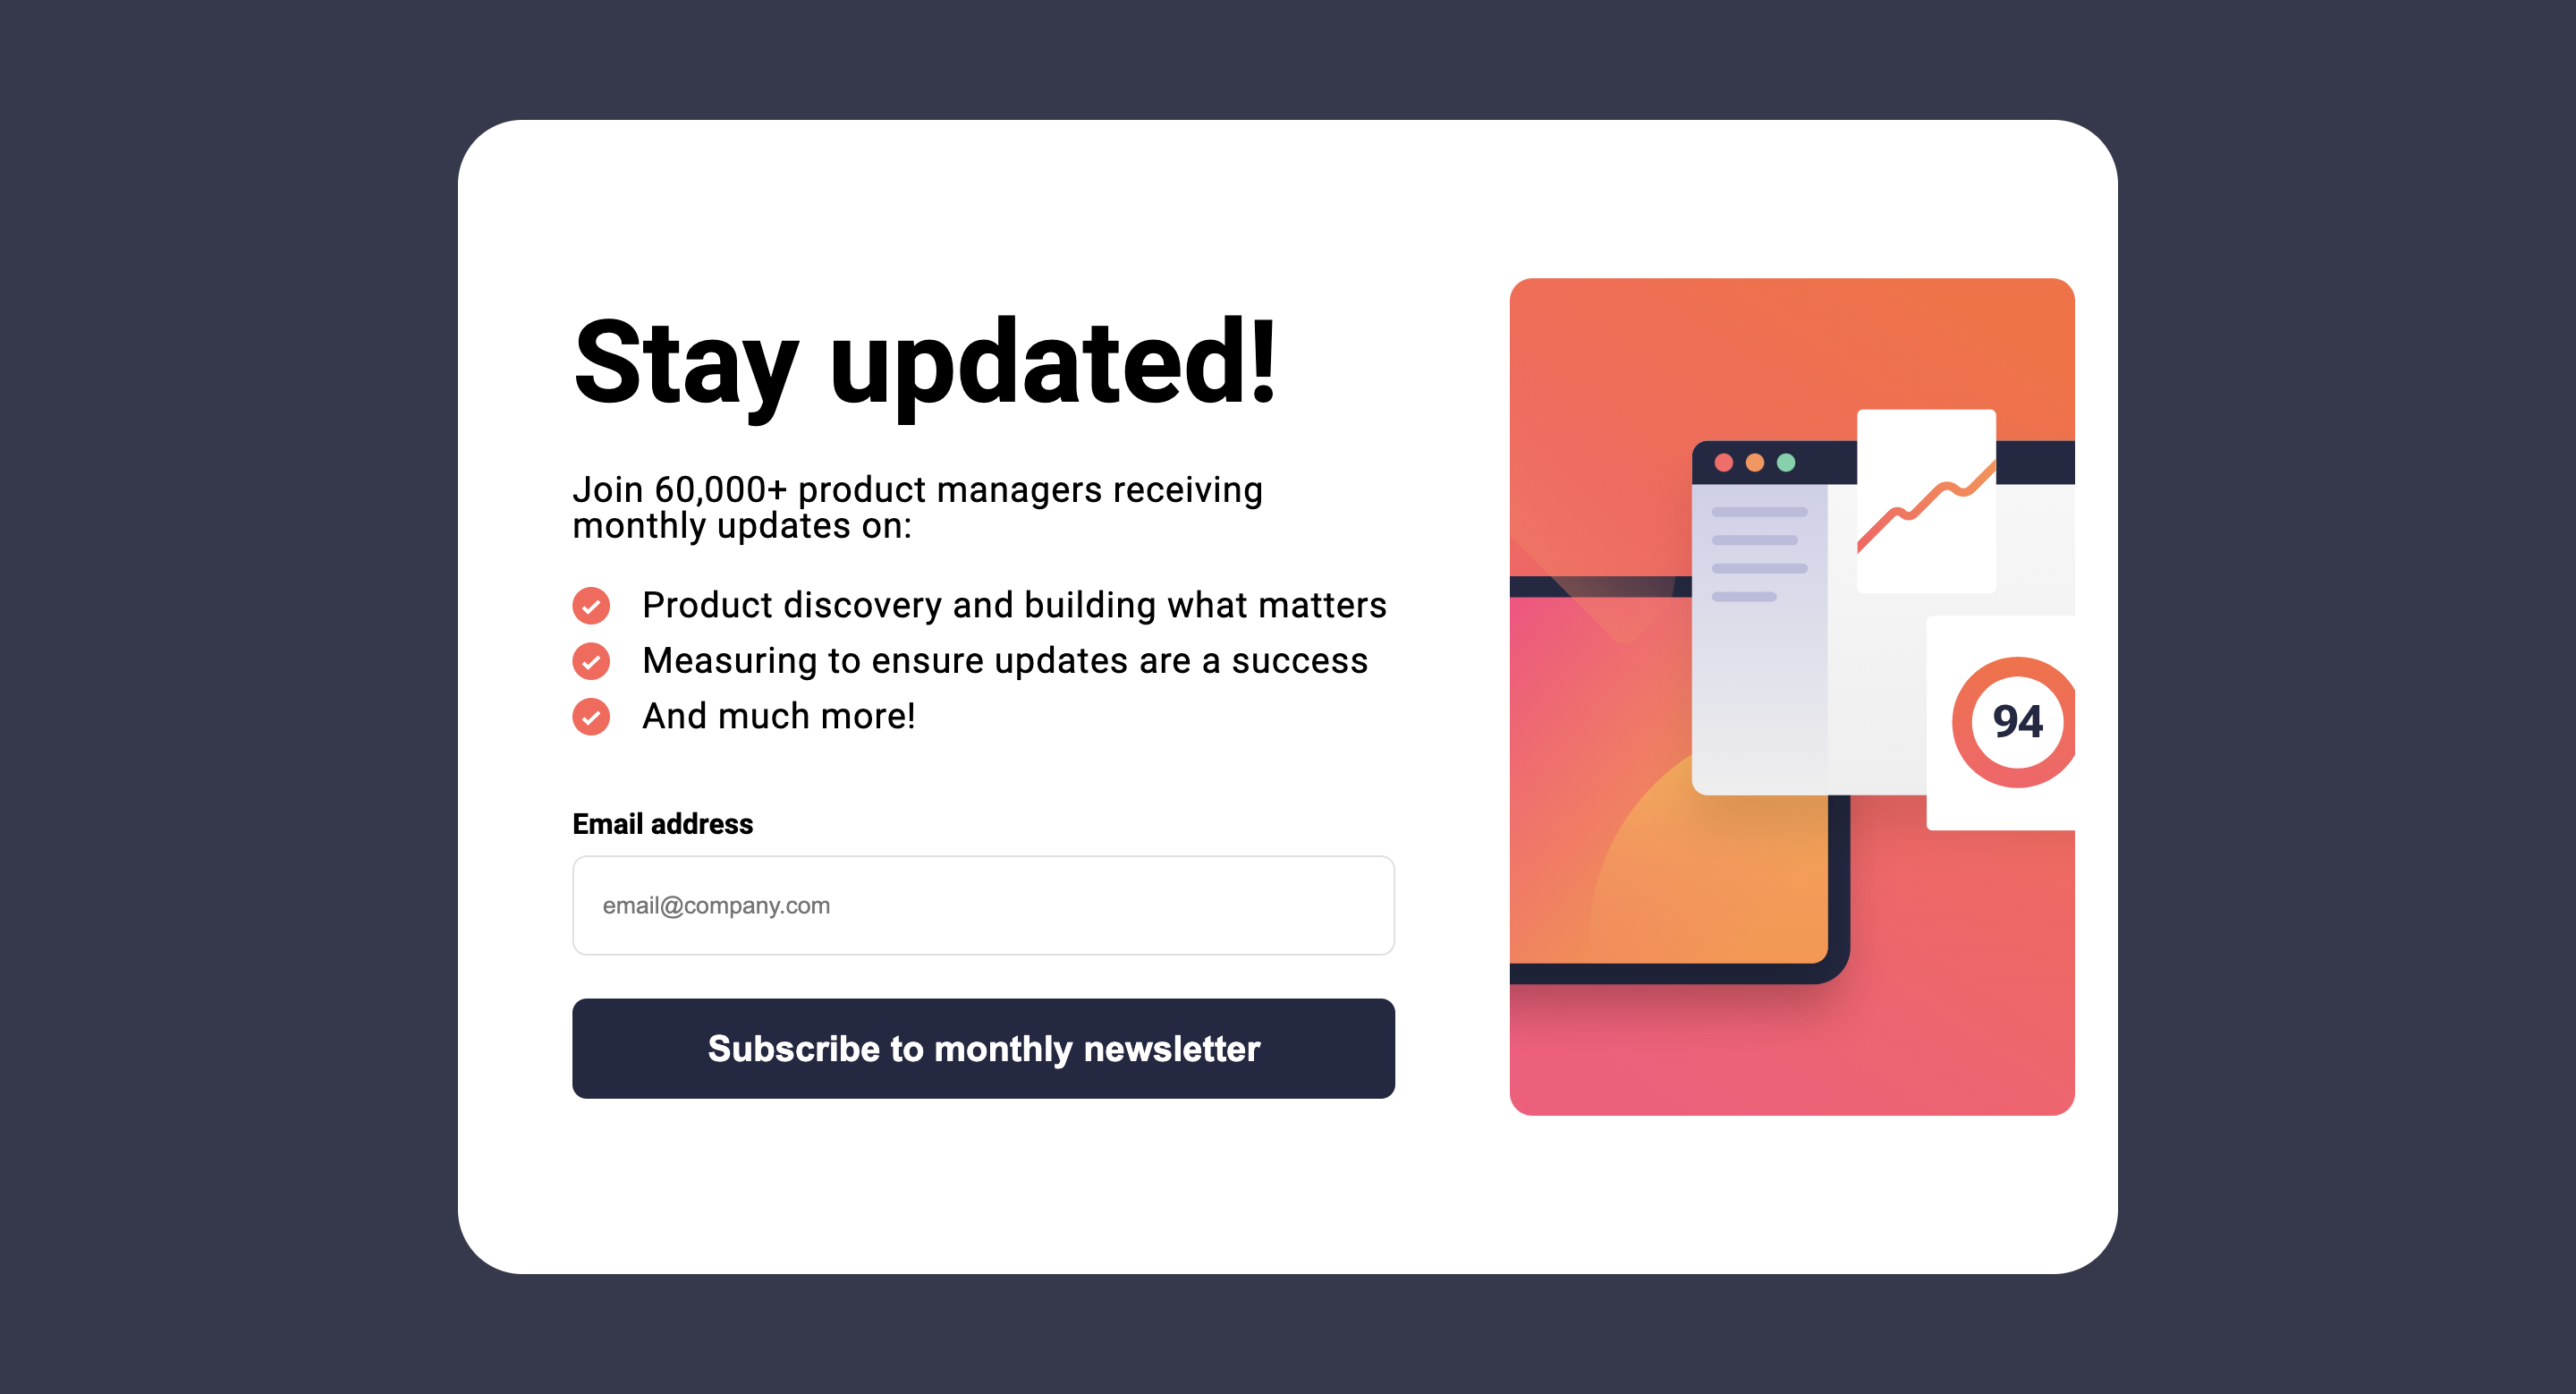 Stay updated!
Join 60,000+ product managers receiving
monthly updates on:
Product discovery and building what matters
Measuring to ensure updates are a success
And much more!
Email address
email@company.com
Subscribe to monthly newsletter
94